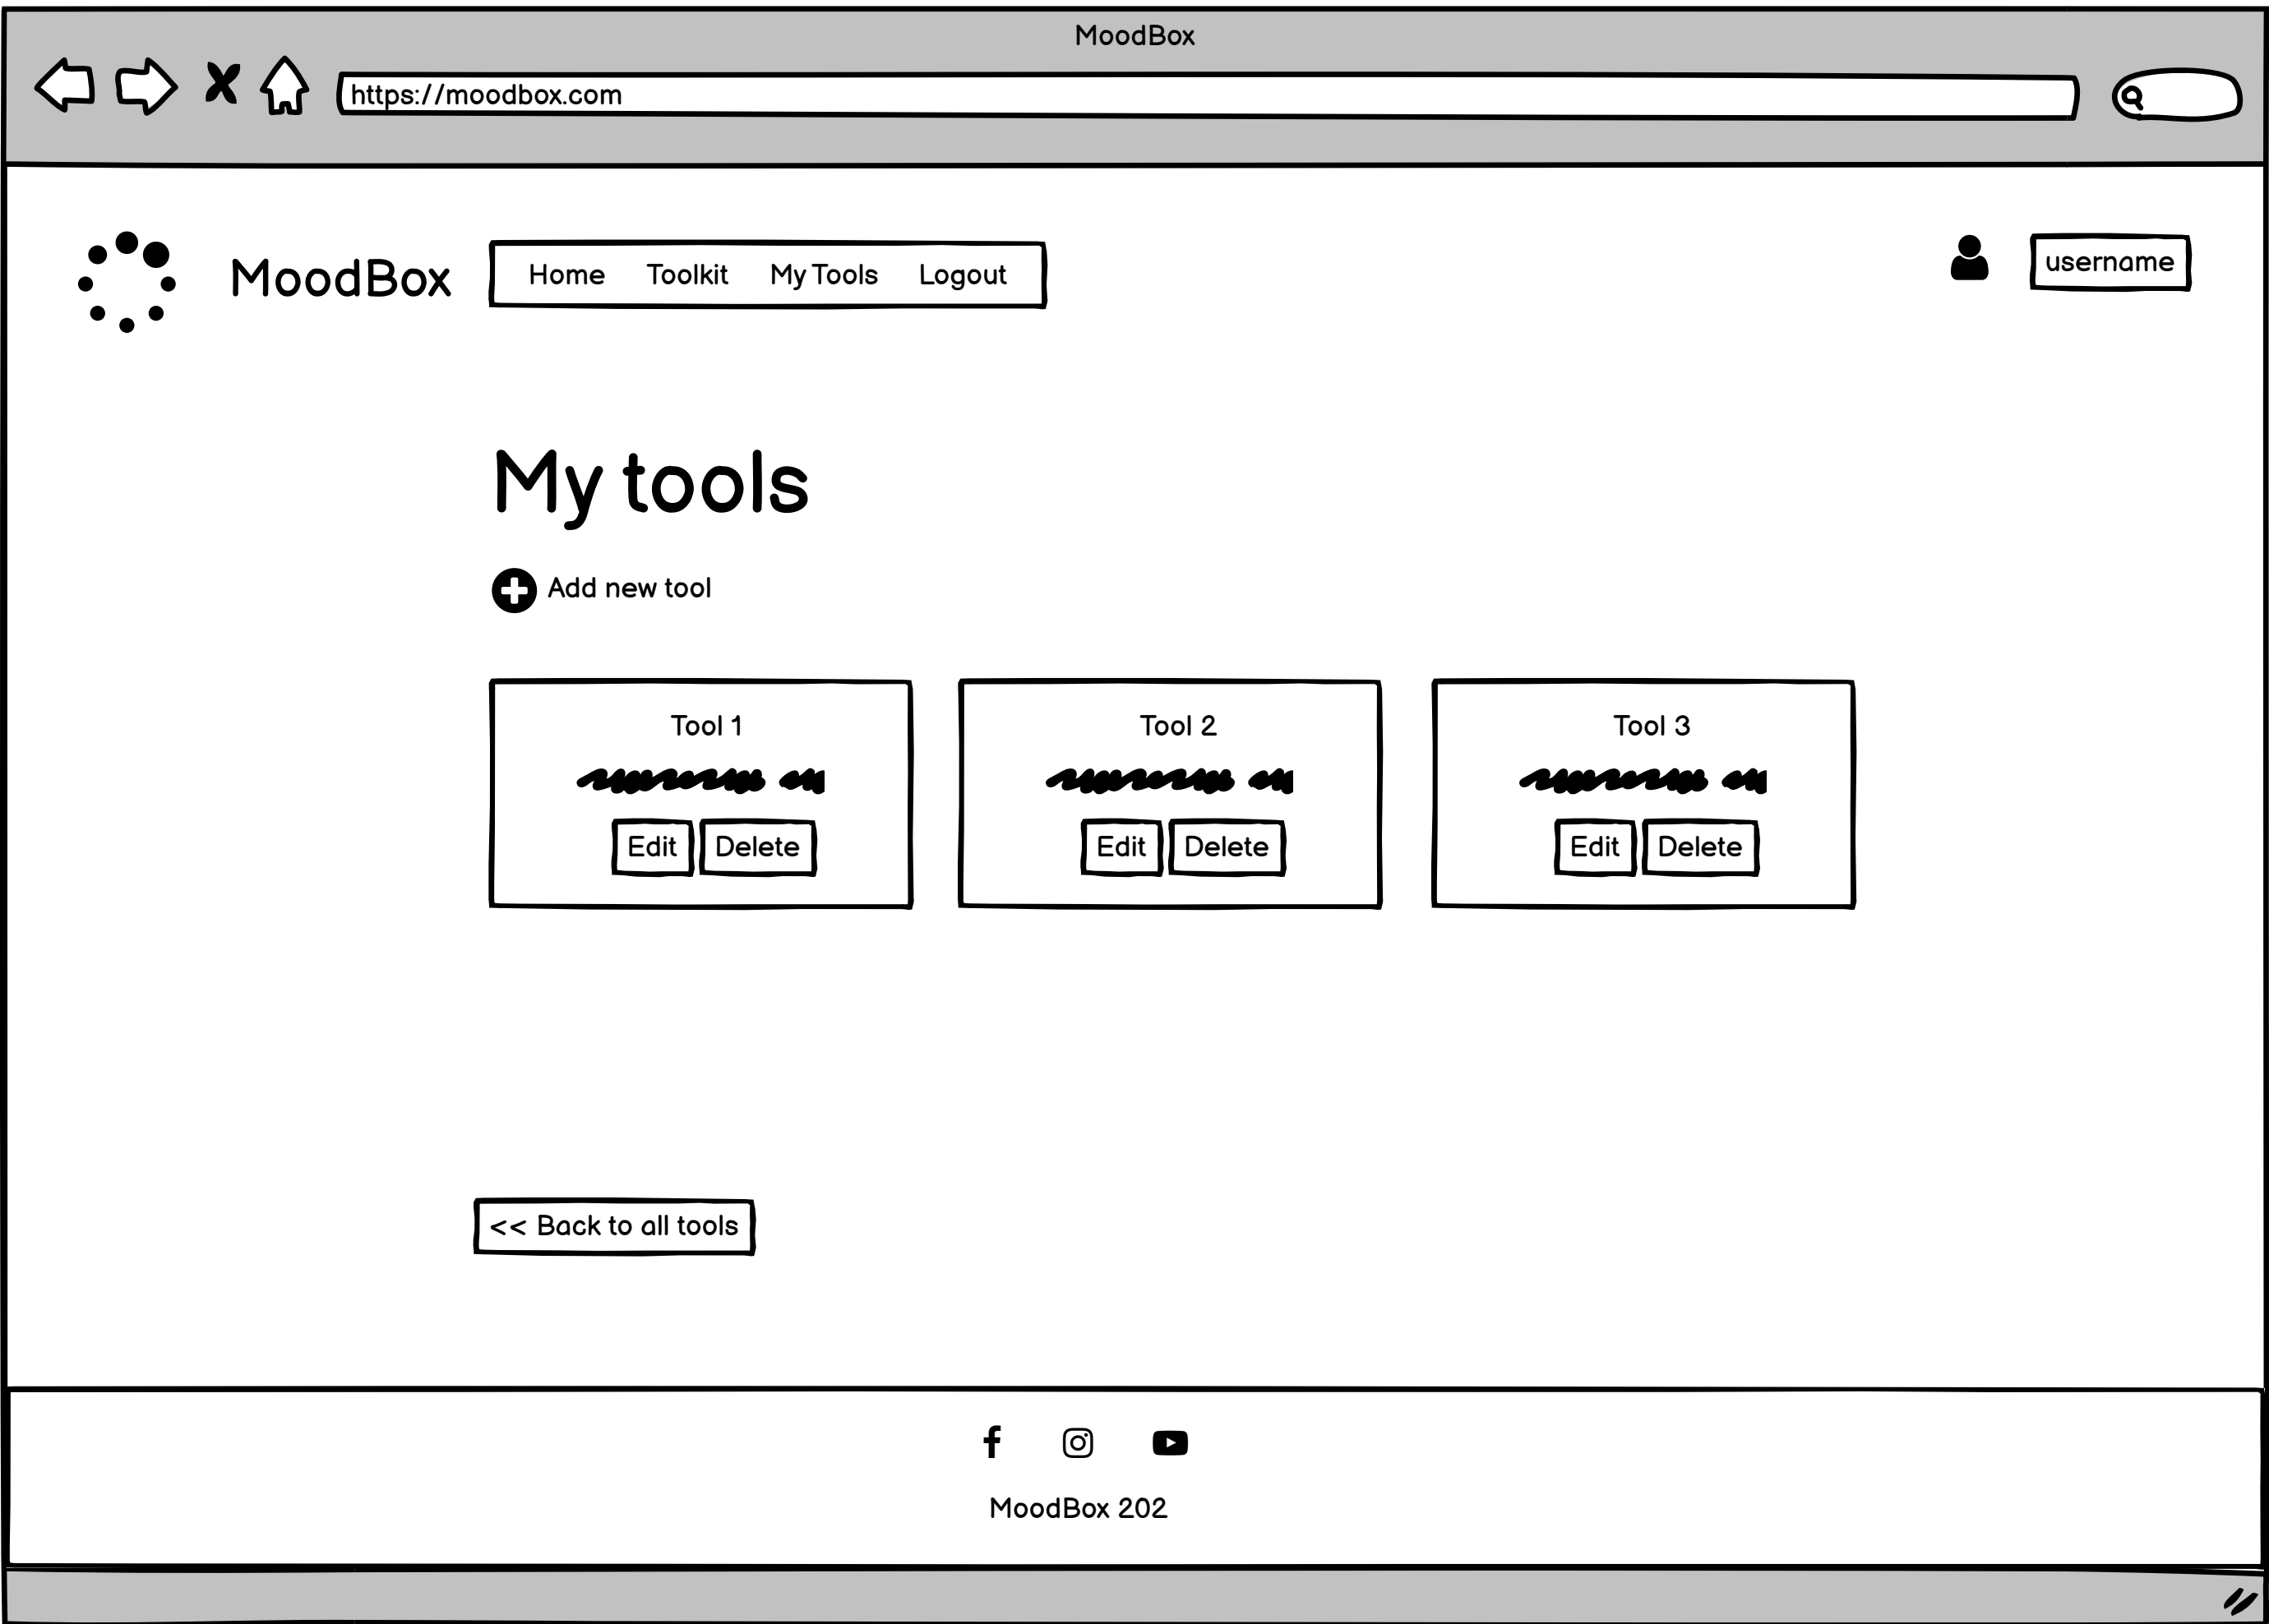 MoodBox
https://moodbox.com
MoodBox
Home Toolkit My Tools Logout
username
My tools
Add new tool
Tool 1 Tool 2 Tool 3
Edit Delete Edit Delete Edit Delete
<< Back to all tools
MoodBox 202